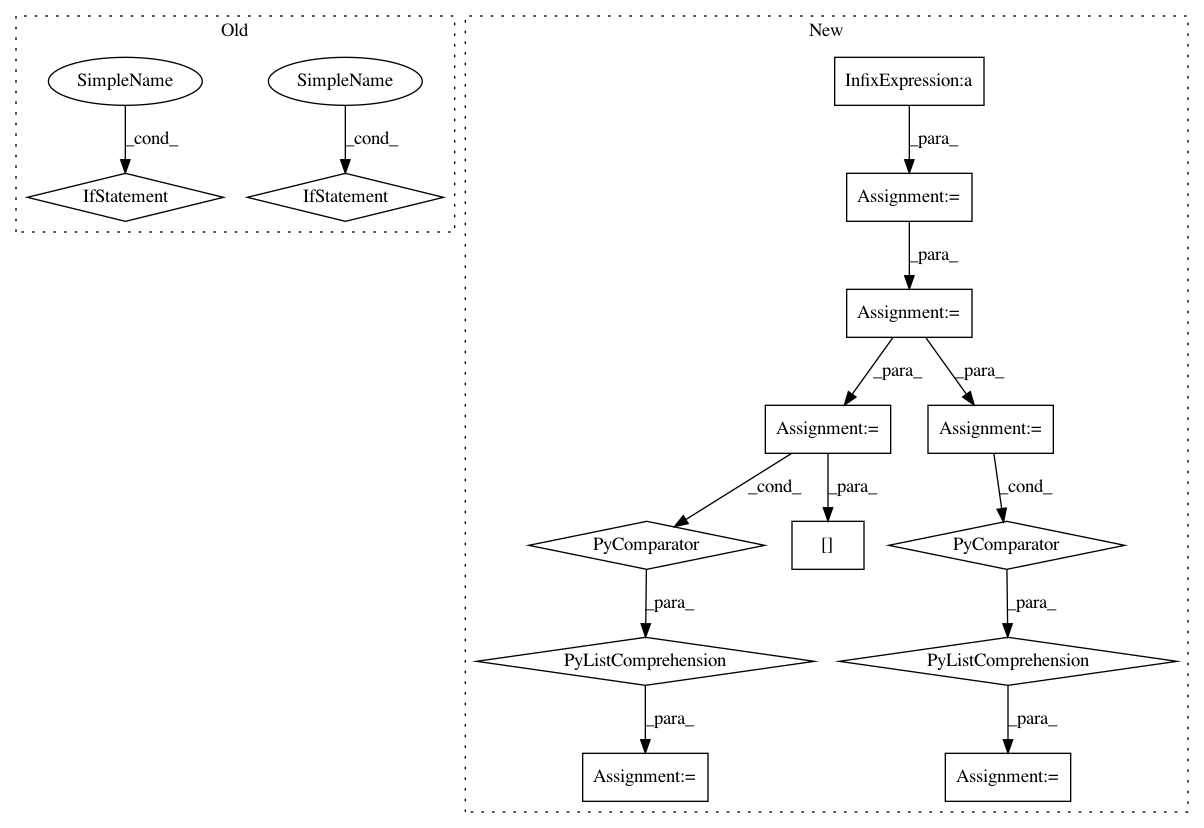 Old
New
SimpleName
SimpleName
InfixExpression:a
_cond_
_cond_
_para_
IfStatement
IfStatement
Assignment:=
_para_
Assignment:=
_para_
_para_
Assignment:=
Assignment:=
_cond_
_para_
_cond_
PyComparator
[]
PyComparator
_para_
_para_
PyListComprehension
PyListComprehension
_para_
_para_
Assignment:=
Assignment:=